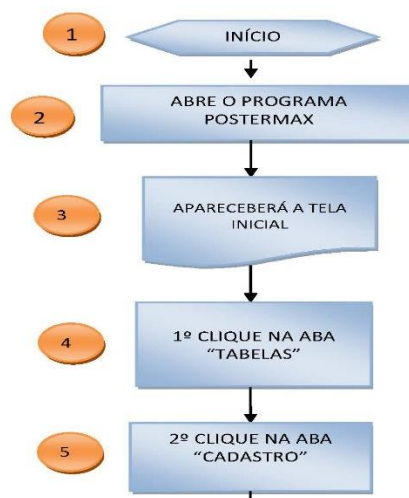 1
INÍCIO
2
ABRE O PROGRAMA
POSTERMAX
3
APARECEBERÁ A TELA
INICIAL
4
1º CLIQUE NA ABA
“TABELAS”
5
2º CLIQUE NA ABA
“CADASTRO”